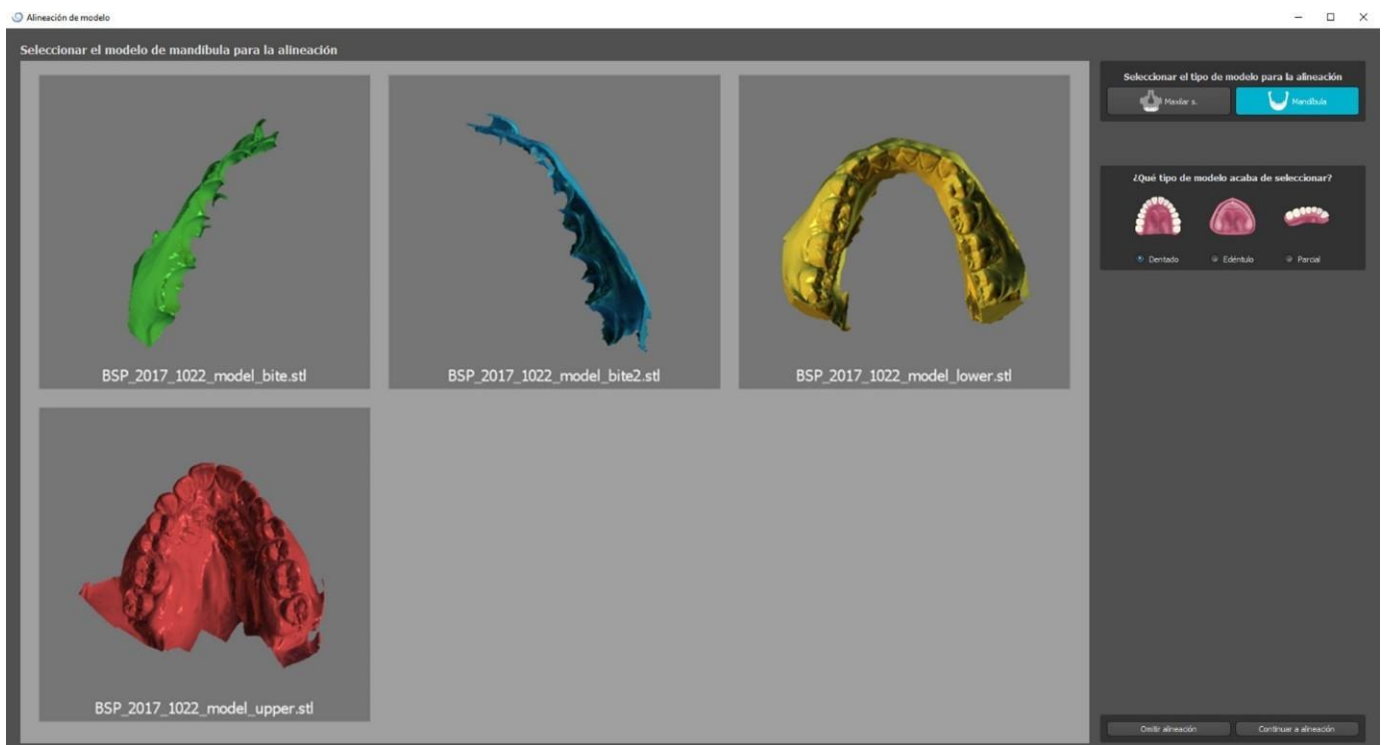 Alineación de modelo
Seleccionar el modelo de mandíbula para la alineación
BSP_2017_1022_model_bite.stl
BSP_2017_1022_model_bite2.stl
BSP_2017_1022_model_lower.stl
BSP_2017_1022_model_upper.stl
Seleccionar el tipo de modelo para la alineación
Maxilar s.
Mandíbula
¿Qué tipo de modelo acaba de seleccionar?
Dentado
Edéntulo
Parcial
Omitir alineación
Continuar a alineación